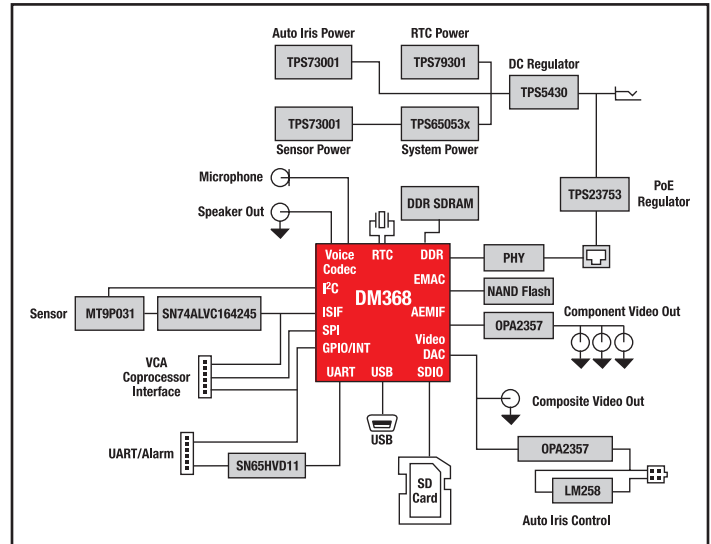 Auto Iris Power
RTC Power
TPS73001
TPS79301
DC Regulator
TPS5430
TPS73001
TPS65053x
Sensor Power
System Power
Microphone
Speaker Out
DDR SDRAM
TPS23753
PoE
Regulator
Voice
Codec
RTC
DDR
PHY
I²C
EMAC
DM368
NAND Flash
Sensor
MT9P031
SN74ALVC164245
ISIF
AEMIF
OPA2357
Component Video Out
SPI
GPIO/INT
Video
DAC
VCA
Coprocessor
Interface
UART
USB
SDIO
Composite Video Out
UART/Alarm
USB
SN65HVD11
OPA2357
SD
Card
LM258
Auto Iris Control